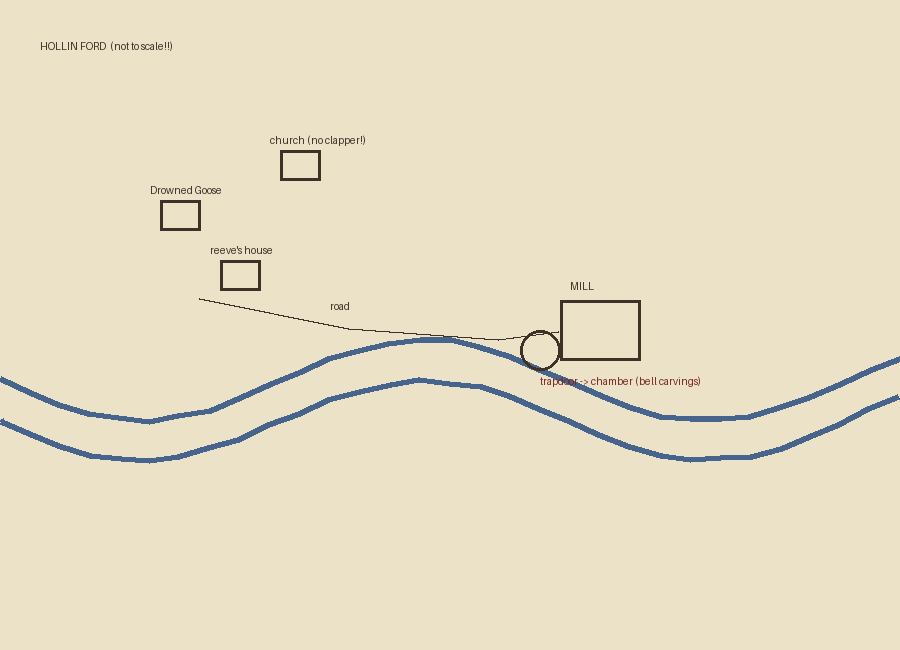 HOLLIN FORD (not to scale!!)
church (no clapper!)
Drowned Goose
reeve's house
MILL
road
trapdoor -> chamber (bell carvings)